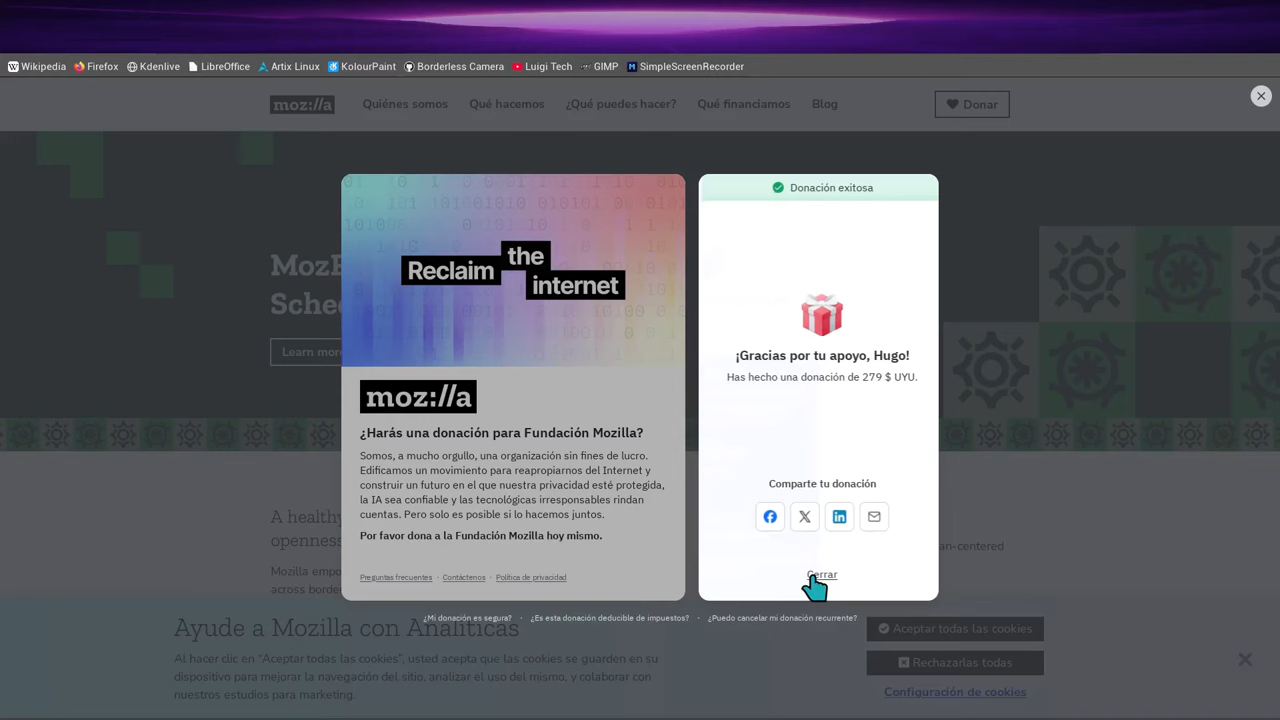 Wikipedia Firefox Kdenlive LibreOffice Artix Linux KolourPaint Borderless Camera Luigi Tech GIMP SimpleScreenRecorder
moz://a Quiénes somos Qué hacemos ¿Qué puedes hacer? Qué financiamos Blog Donar
Learn more
Reclaim the internet
moz://a
¿Harás una donación para Fundación Mozilla?
Somos, a mucho orgullo, una organización sin fines de lucro.
Edificamos un movimiento para reapropiarnos del Internet y
construir un futuro en el que nuestra privacidad esté protegida,
la IA sea confiable y las tecnológicas irresponsables rindan
cuentas. Pero solo es posible si lo hacemos juntos.
Por favor dona a la Fundación Mozilla hoy mismo.
Preguntas frecuentes · Contáctenos · Política de privacidad
Donación exitosa
¡Gracias por tu apoyo, Hugo!
Has hecho una donación de 279 $ UYU.
Comparte tu donación
Cerrar
¿Mi donación es segura? · ¿Es esta donación deducible de impuestos? · ¿Puedo cancelar mi donación recurrente?
A healthy
openness
Mozilla empo
across border
an-centered
Ayude a Mozilla con Analíticas
Al hacer clic en “Aceptar todas las cookies”, usted acepta que las cookies se guarden en su
dispositivo para mejorar la navegación del sitio, analizar el uso del mismo, y colaborar con
nuestros estudios para marketing.
Aceptar todas las cookies
Rechazarlas todas
Configuración de cookies